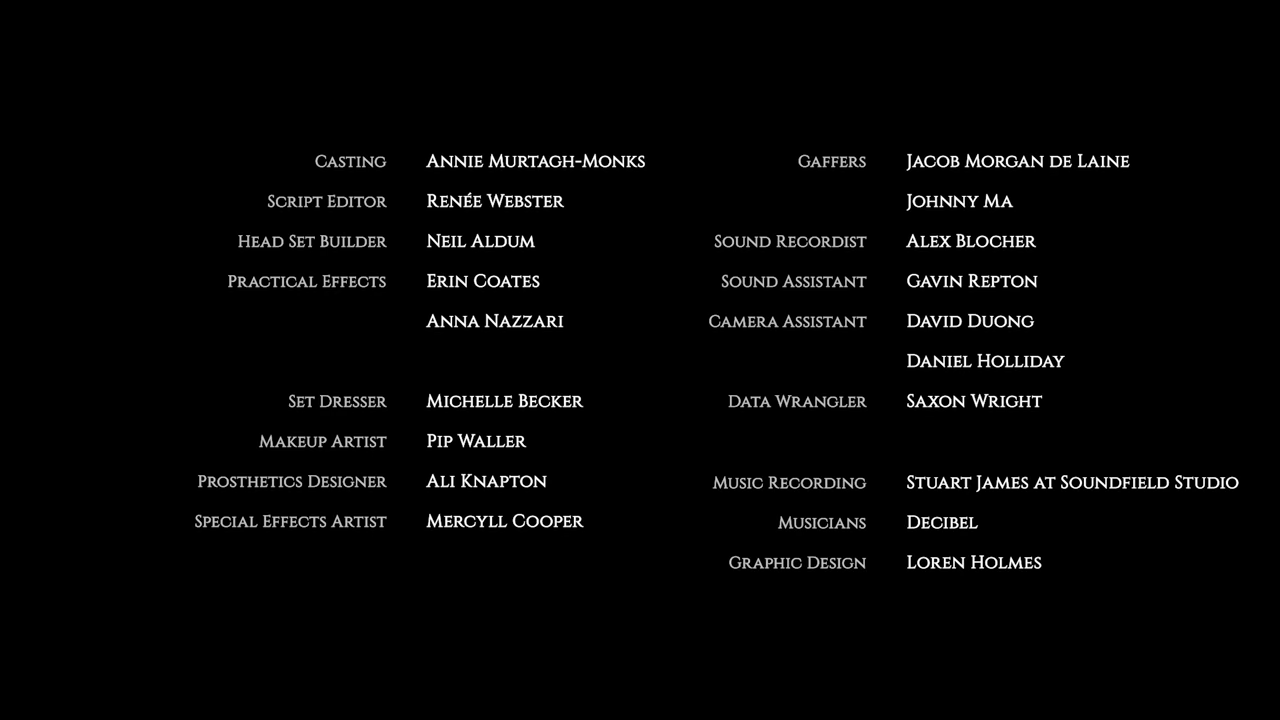 Casting Annie Murtagh-Monks
Script Editor Renée Webster
Head Set Builder Neil Aldum
Practical Effects Erin Coates
Anna Nazzari
Set Dresser Michelle Becker
Makeup Artist Pip Waller
Prosthetics Designer Ali Knapton
Special Effects Artist Mercyll Cooper
Gaffers Jacob Morgan de Laine
Johnny Ma
Sound Recordist Alex Blocher
Sound Assistant Gavin Repton
Camera Assistant David Duong
Daniel Holliday
Data Wrangler Saxon Wright
Music Recording Stuart James at Soundfield Studio
Musicians Decibel
Graphic Design Loren Holmes